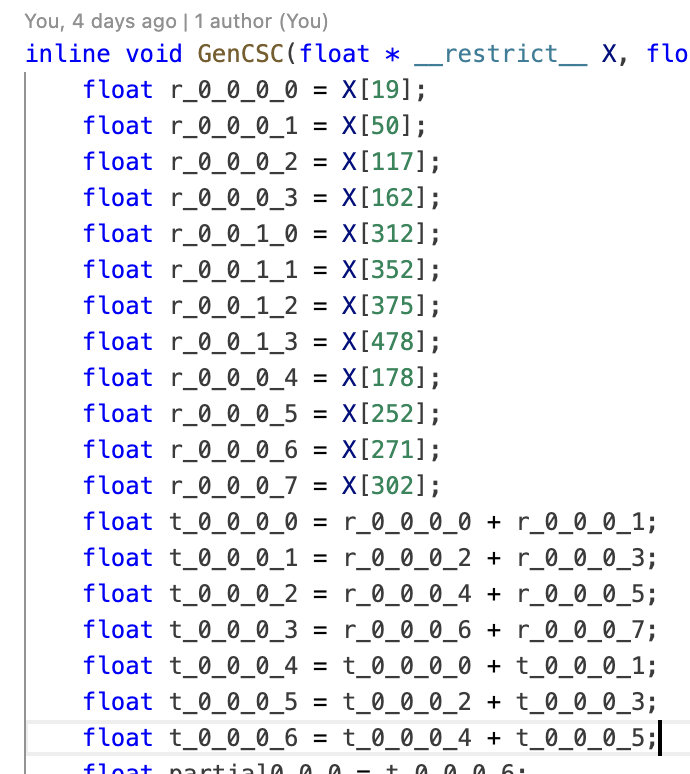 You, 4 days ago | 1 author (You)
inline void GenCSC(float * __restrict__ X, flo
float r_0_0_0_0 = X[19];
float r_0_0_0_1 = X[50];
float r_0_0_0_2 = X[117];
float r_0_0_0_3 = X[162];
float r_0_0_1_0 = X[312];
float r_0_0_1_1 = X[352];
float r_0_0_1_2 = X[375];
float r_0_0_1_3 = X[478];
float r_0_0_0_4 = X[178];
float r_0_0_0_5 = X[252];
float r_0_0_0_6 = X[271];
float r_0_0_0_7 = X[302];
float t_0_0_0_0 = r_0_0_0_0 + r_0_0_0_1;
float t_0_0_0_1 = r_0_0_0_2 + r_0_0_0_3;
float t_0_0_0_2 = r_0_0_0_4 + r_0_0_0_5;
float t_0_0_0_3 = r_0_0_0_6 + r_0_0_0_7;
float t_0_0_0_4 = t_0_0_0_0 + t_0_0_0_1;
float t_0_0_0_5 = t_0_0_0_2 + t_0_0_0_3;
float t_0_0_0_6 = t_0_0_0_4 + t_0_0_0_5;
float partial0_0_0 = t_0_0_0_6;